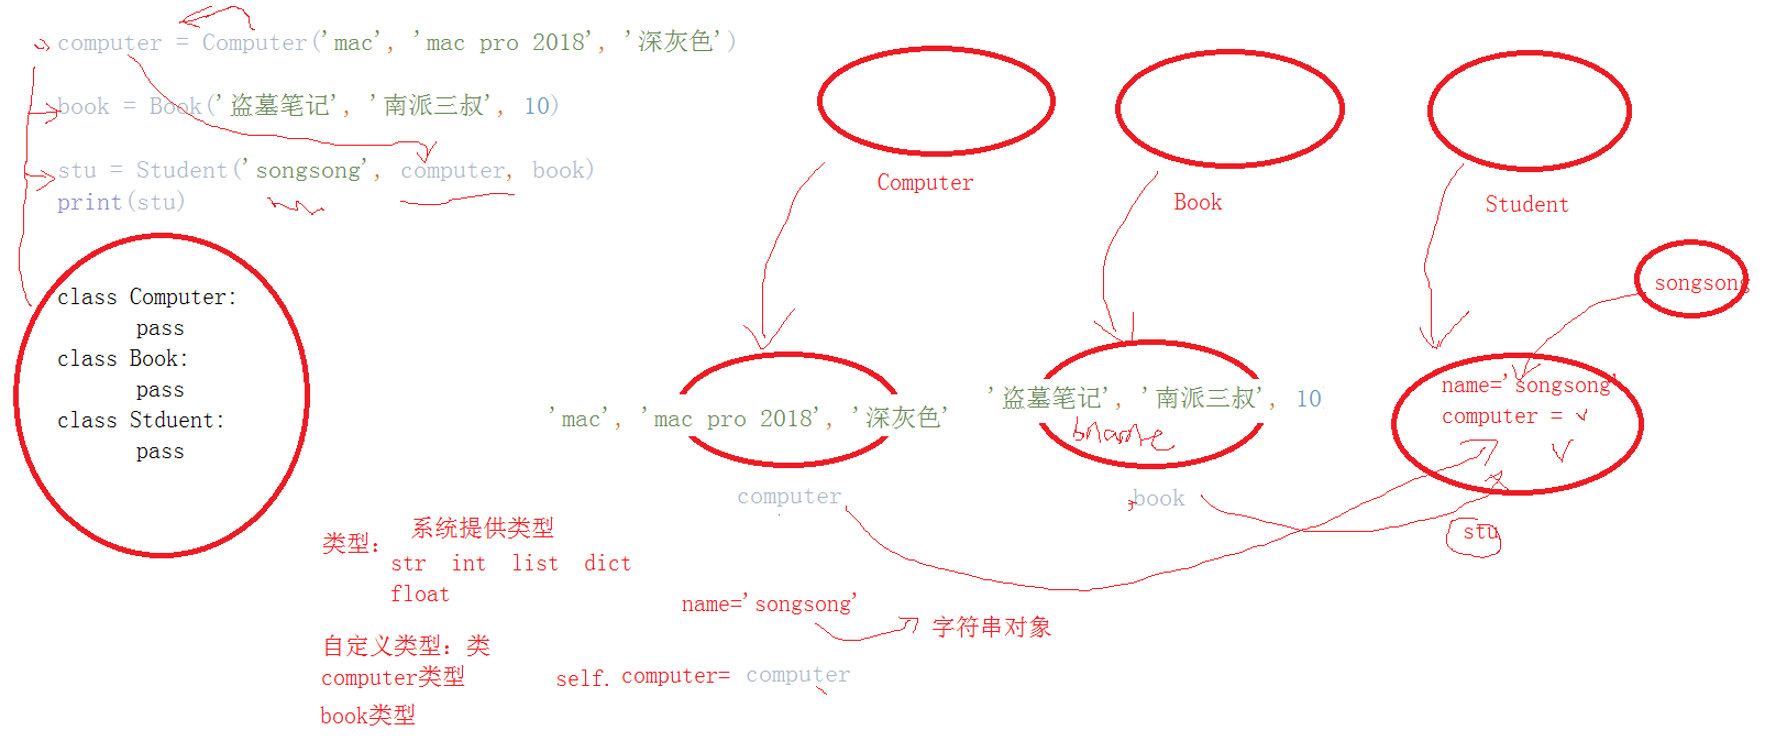 computer = Computer('mac', 'mac pro 2018', '深灰色')
book = Book('盗墓笔记', '南派三叔', 10)
stu = Student('songsong', computer, book)
print(stu)
class Computer:
pass
class Book:
pass
class Stduent:
pass
Computer
Book
Student
songsong
'mac', 'mac pro 2018', '深灰色'
computer
'盗墓笔记', '南派三叔', 10
bname
book
name='songsong'
computer =
stu
类型：
系统提供类型
str int list dict
float
自定义类型：类
computer类型
book类型
name='songsong'
字符串对象
self. computer= computer